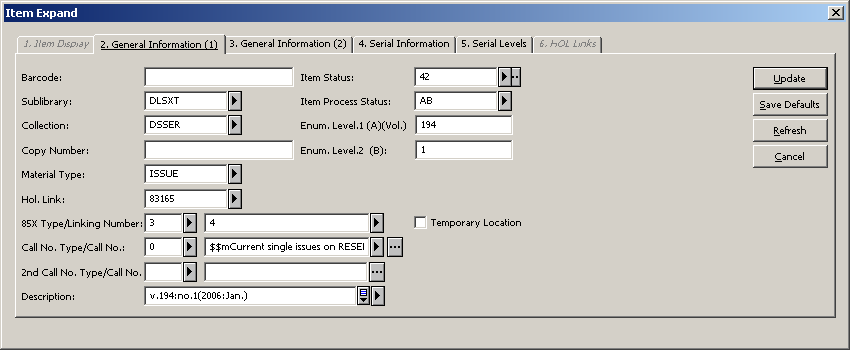 Item Expand
1. Item Display 2. General Information (1) 3. General Information (2) 4. Serial Information 5. Serial Levels 6. HOL Links
Barcode: Item Status: 42 Update
Sublibrary: DLSXT Item Process Status: AB Save Defaults
Collection: DSSER Enum. Level.1 (A)(Vol.) 194 Refresh
Copy Number: Enum. Level.2 (B): 1 Cancel
Material Type: ISSUE
Hol. Link: 83165
85X Type/Linking Number: 3 4 Temporary Location
Call No. Type/Call No.: 0 $$mCurrent single issues on RESE
2nd Call No. Type/Call No.
Description: v.194:no.1(2006:Jan.)